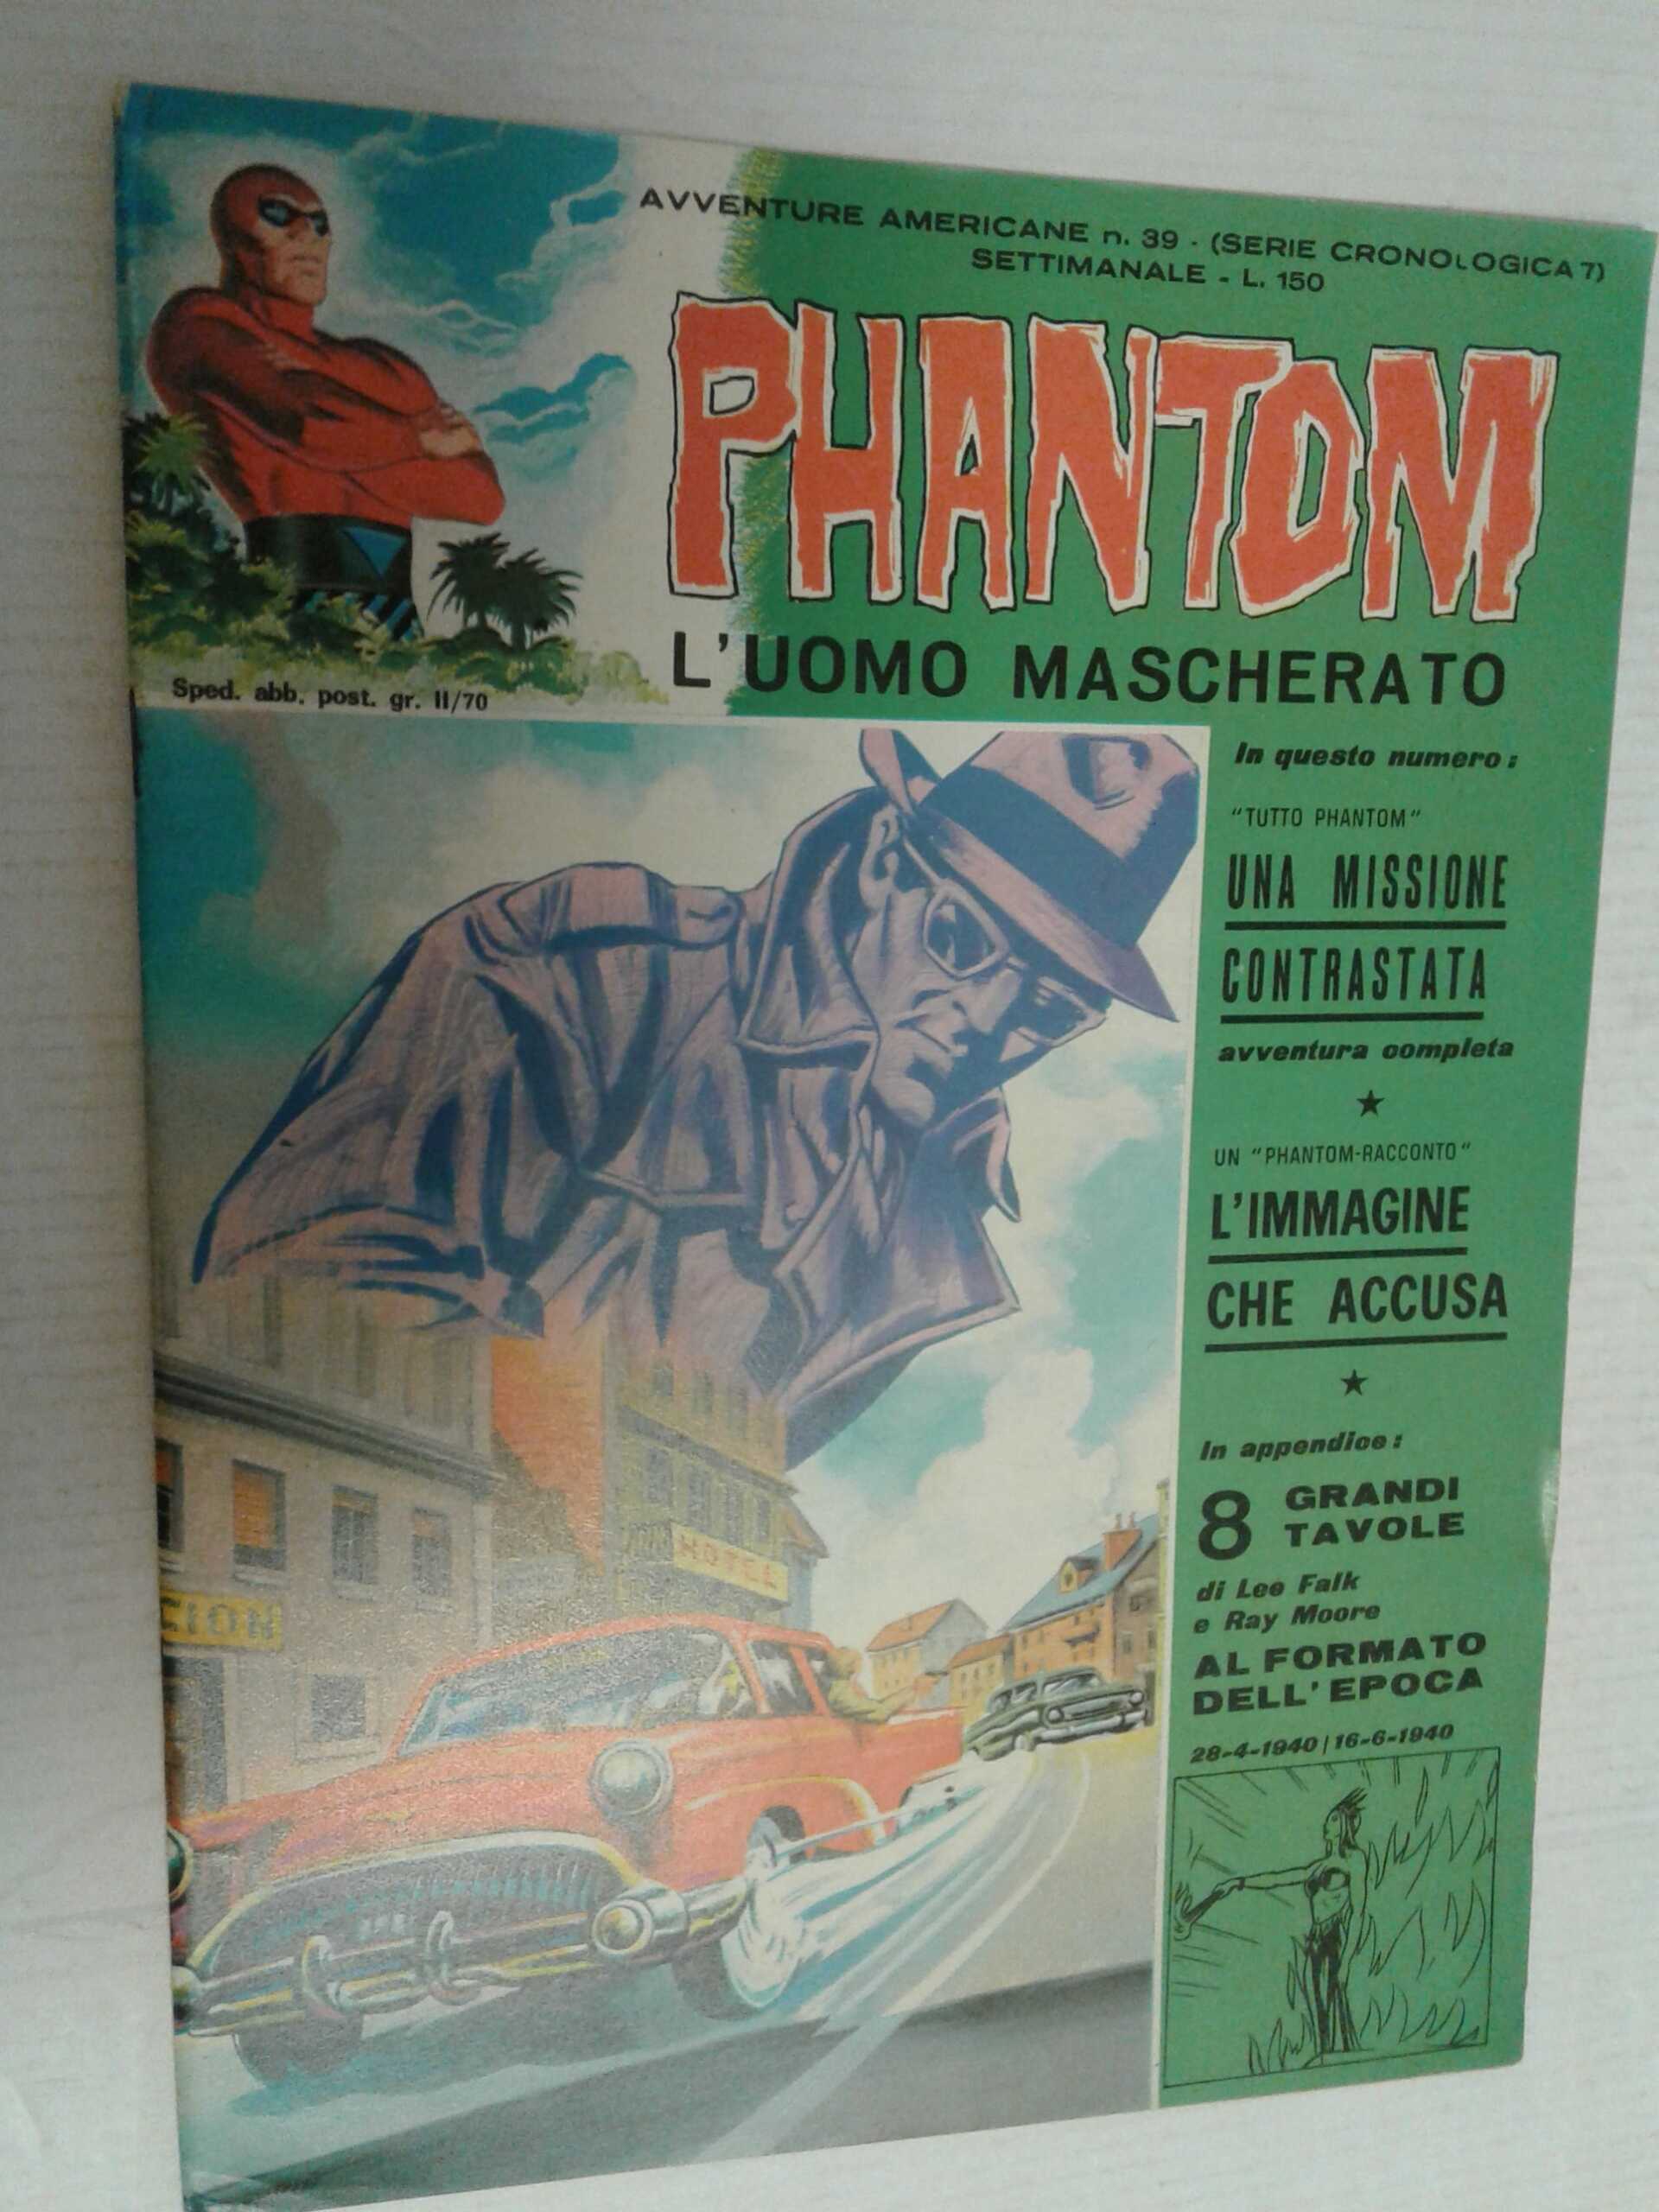 AVVENTURE AMERICANE n. 39 - (SERIE CRONOLOGICA 7)
SETTIMANALE - L. 150
PHANTOM
L'UOMO MASCHERATO
Sped. abb. post. gr. II/70
In questo numero:
"TUTTO PHANTOM"
UNA MISSIONE
CONTRASTATA
avventura completa
UN "PHANTOM-RACCONTO"
L'IMMAGINE
CHE ACCUSA
In appendice:
8 GRANDI
TAVOLE
di Lee Falk
e Ray Moore
AL FORMATO
DELL'EPOCA
28-4-1940 | 16-6-1940
HOTEL
CION